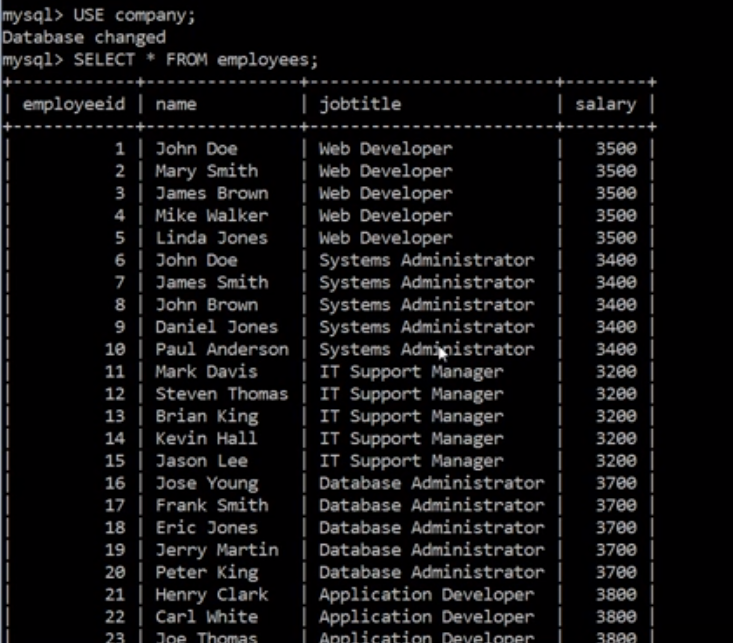 mysql> USE company;
Database changed
mysql> SELECT * FROM employees;
+------------+---------------+------------------------+--------+
| employeeid | name | jobtitle | salary |
+------------+---------------+------------------------+--------+
| 1 | John Doe | Web Developer | 3500 |
| 2 | Mary Smith | Web Developer | 3500 |
| 3 | James Brown | Web Developer | 3500 |
| 4 | Mike Walker | Web Developer | 3500 |
| 5 | Linda Jones | Web Developer | 3500 |
| 6 | John Doe | Systems Administrator | 3400 |
| 7 | James Smith | Systems Administrator | 3400 |
| 8 | John Brown | Systems Administrator | 3400 |
| 9 | Daniel Jones | Systems Administrator | 3400 |
| 10 | Paul Anderson | Systems Administrator | 3400 |
| 11 | Mark Davis | IT Support Manager | 3200 |
| 12 | Steven Thomas | IT Support Manager | 3200 |
| 13 | Brian King | IT Support Manager | 3200 |
| 14 | Kevin Hall | IT Support Manager | 3200 |
| 15 | Jason Lee | IT Support Manager | 3200 |
| 16 | Jose Young | Database Administrator | 3700 |
| 17 | Frank Smith | Database Administrator | 3700 |
| 18 | Eric Jones | Database Administrator | 3700 |
| 19 | Jerry Martin | Database Administrator | 3700 |
| 20 | Peter King | Database Administrator | 3700 |
| 21 | Henry Clark | Application Developer | 3800 |
| 22 | Carl White | Application Developer | 3800 |
| 23 | Joe Thomas | Application Developer | 3800 |